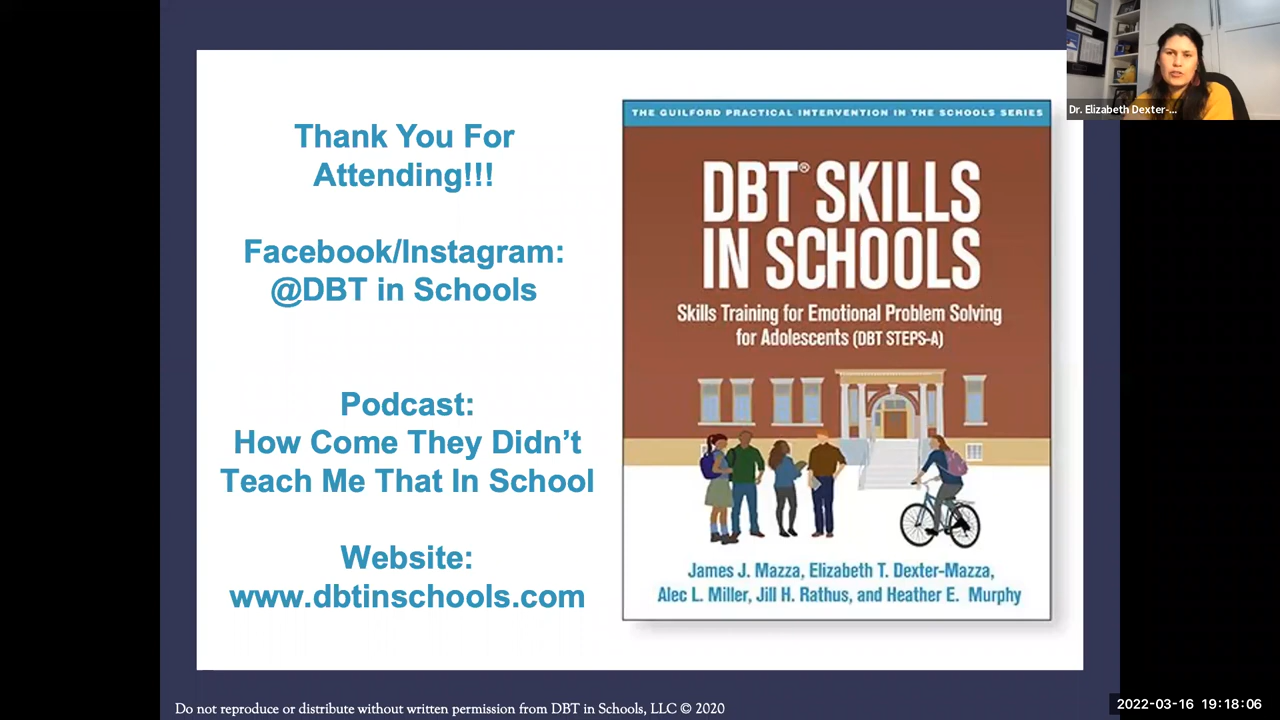 Thank You For
Attending!!!
Facebook/Instagram:
@DBT in Schools
Podcast:
How Come They Didn’t
Teach Me That In School
Website:
www.dbtinschools.com
THE GUILFORD PRACTICAL INTERVENTION IN THE SCHOOLS SERIES
DBT® SKILLS
IN SCHOOLS
Skills Training for Emotional Problem Solving
for Adolescents (DBT STEPS-A)
James J. Mazza, Elizabeth T. Dexter-Mazza,
Alec L. Miller, Jill H. Rathus, and Heather E. Murphy
Dr. Elizabeth Dexter-...
Do not reproduce or distribute without written permission from DBT in Schools, LLC © 2020
2022-03-16 19:18:06